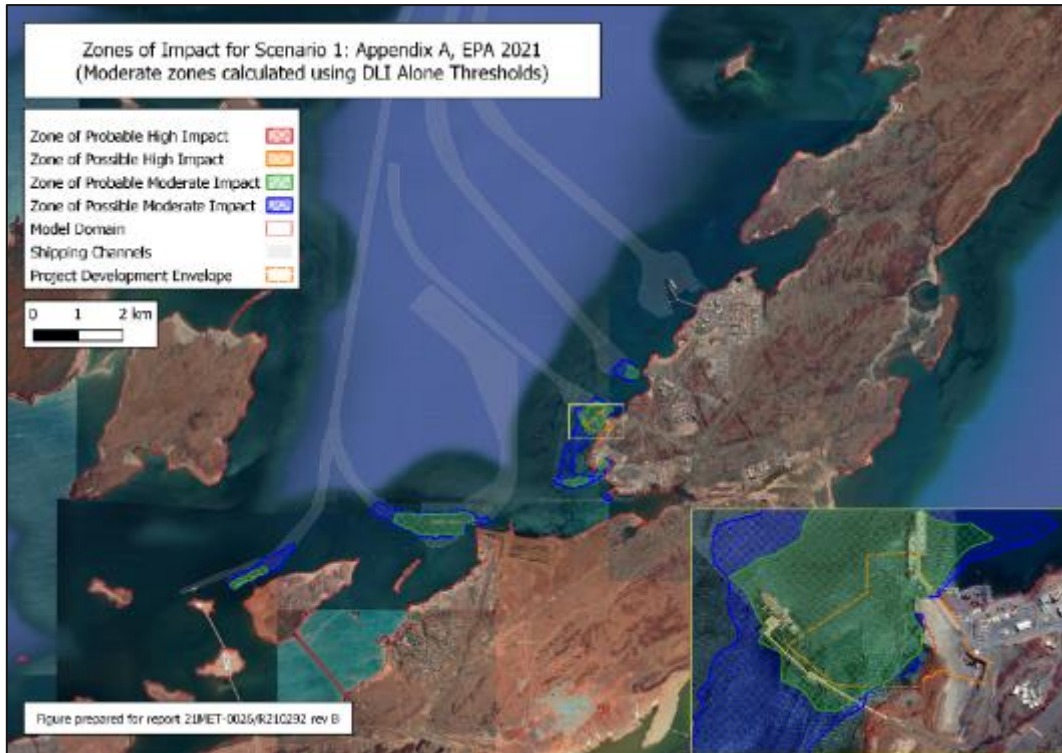 Zones of Impact for Scenario 1: Appendix A, EPA 2021
(Moderate zones calculated using DLI Alone Thresholds)
Zone of Probable High Impact
Zone of Possible High Impact
Zone of Probable Moderate Impact
Zone of Possible Moderate Impact
Model Domain
Shipping Channels
Project Development Envelope
0 1 2 km
Figure prepared for report 21MET-0026/R210292 rev B